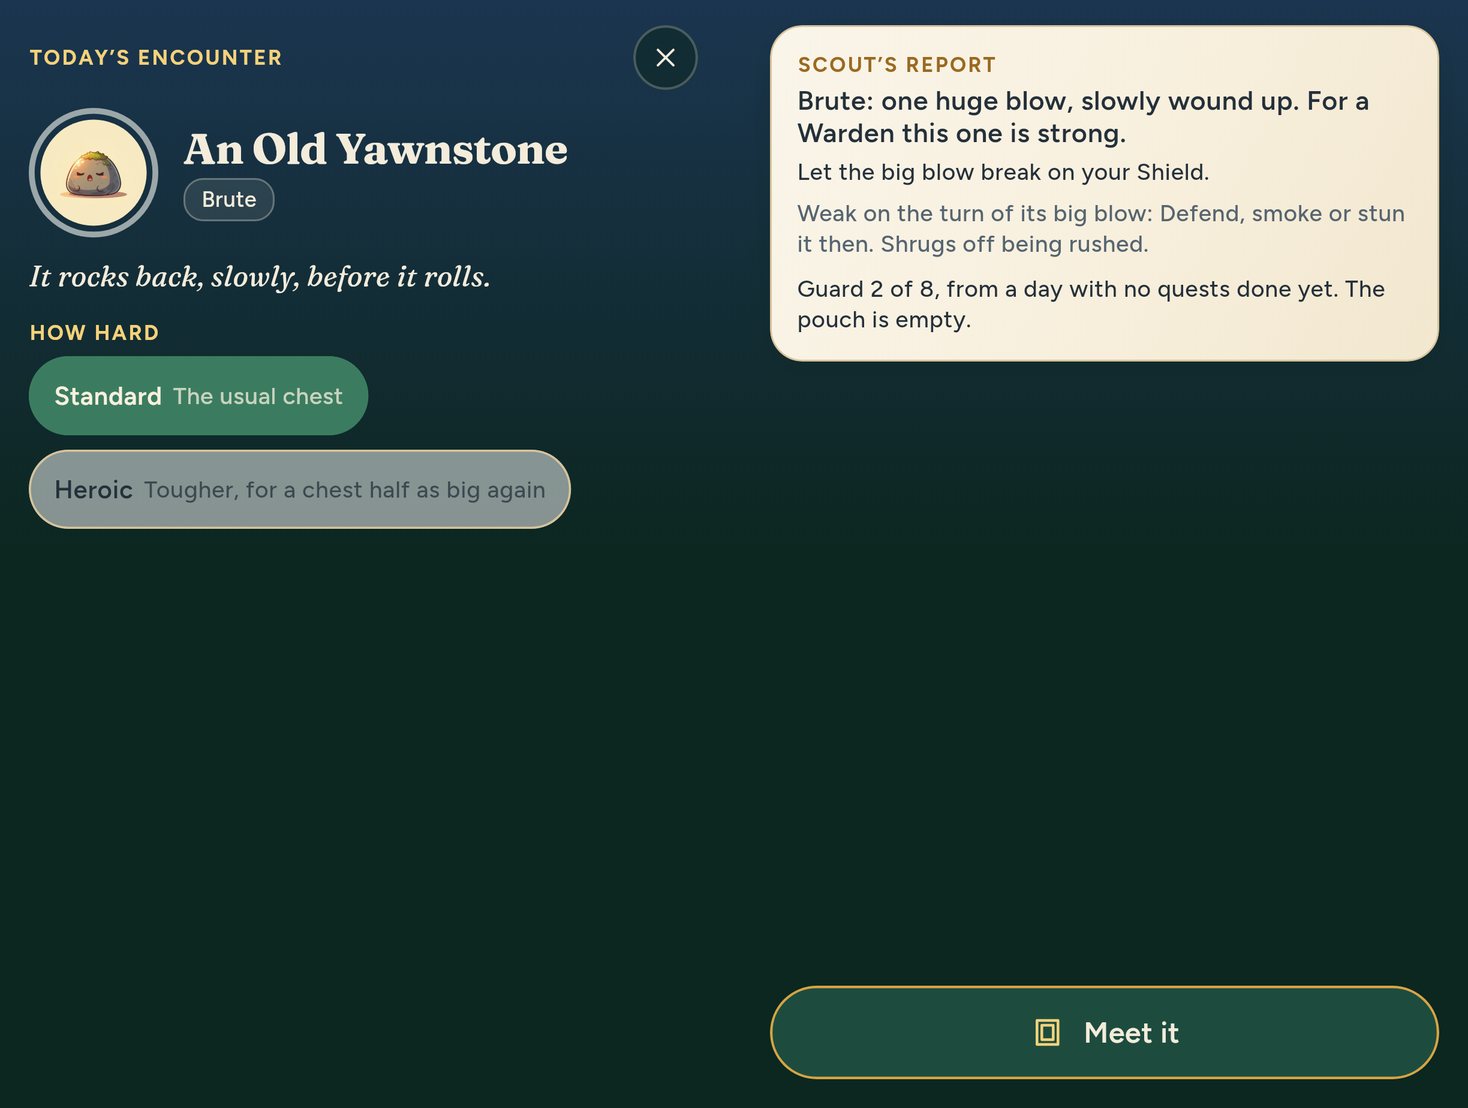 TODAY’S ENCOUNTER
An Old Yawnstone
Brute
It rocks back, slowly, before it rolls.
HOW HARD
Standard The usual chest
Heroic Tougher, for a chest half as big again
SCOUT’S REPORT
Brute: one huge blow, slowly wound up. For a
Warden this one is strong.
Let the big blow break on your Shield.
Weak on the turn of its big blow: Defend, smoke or stun
it then. Shrugs off being rushed.
Guard 2 of 8, from a day with no quests done yet. The
pouch is empty.
Meet it